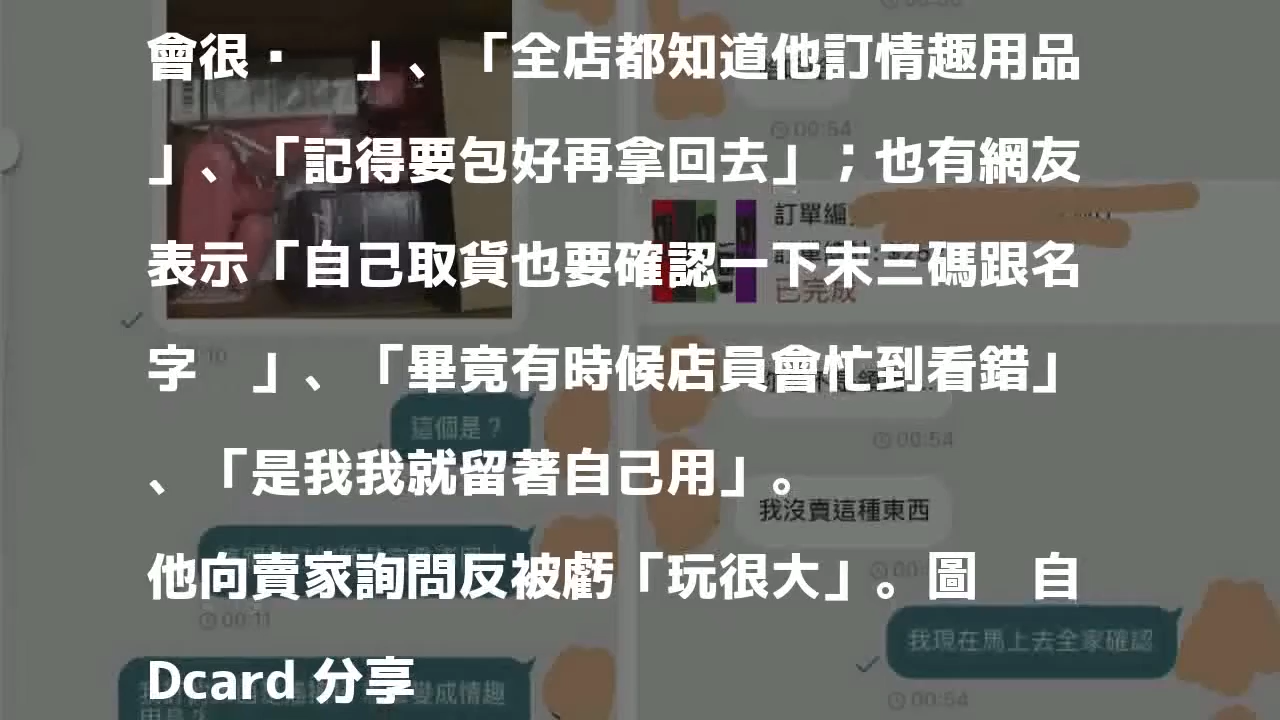 會很· 」、「全店都知道他訂情趣用品
」、「記得要包好再拿回去」；也有網友
表示「自己取貨也要確認一下末三碼跟名
字 」、「畢竟有時候店員會忙到看錯」
、「是我我就留著自己用」。
他向賣家詢問反被虧「玩很大」。圖 自
Dcard 分享
00:54
訂單編
已完成
這個是？
00:54
我沒賣這種東西
00:11
我現在馬上去全家確認
變成情趣
00:54